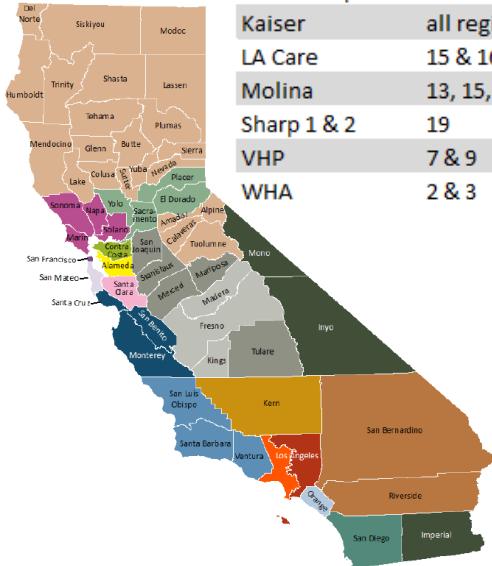 Kaiser all reg
LA Care 15 & 16
Molina 13, 15,
Sharp 1 & 2 19
VHP 7 & 9
WHA 2 & 3
Del Norte
Siskiyou
Modoc
Humboldt
Trinity
Shasta
Lassen
Tehama
Plumas
Mendocino
Glenn
Butte
Sierra
Lake
Colusa
Sutter
Yuba
Nevada
Placer
Sonoma
Napa
Yolo
Sacramento
El Dorado
Marin
Solano
Amador
Alpine
Calaveras
San Francisco
Contra Costa
San Joaquin
Tuolumne
Mono
San Mateo
Alameda
Stanislaus
Mariposa
Santa Cruz
Santa Clara
Merced
Madera
San Benito
Fresno
Inyo
Monterey
Kings
Tulare
San Luis Obispo
Kern
San Bernardino
Santa Barbara
Ventura
Los Angeles
Orange
Riverside
San Diego
Imperial